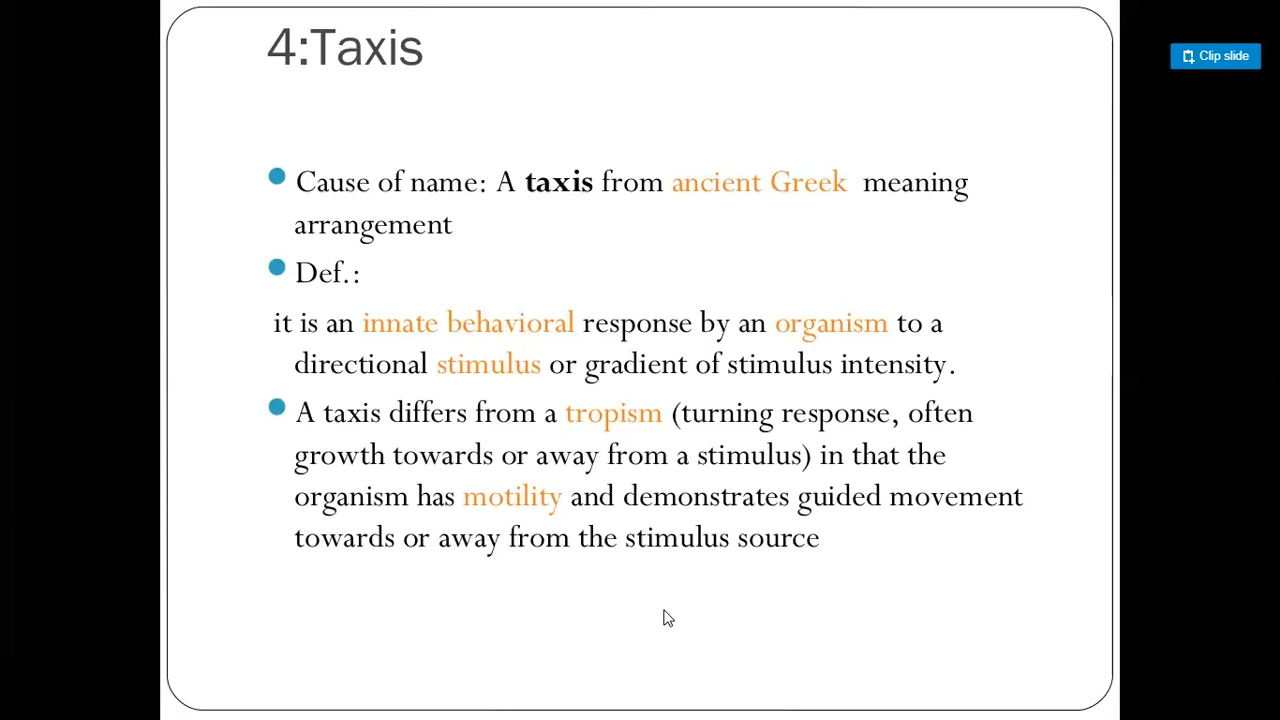 4:Taxis
Clip slide
Cause of name: A taxis from ancient Greek meaning
arrangement
Def.:
it is an innate behavioral response by an organism to a
directional stimulus or gradient of stimulus intensity.
A taxis differs from a tropism (turning response, often
growth towards or away from a stimulus) in that the
organism has motility and demonstrates guided movement
towards or away from the stimulus source